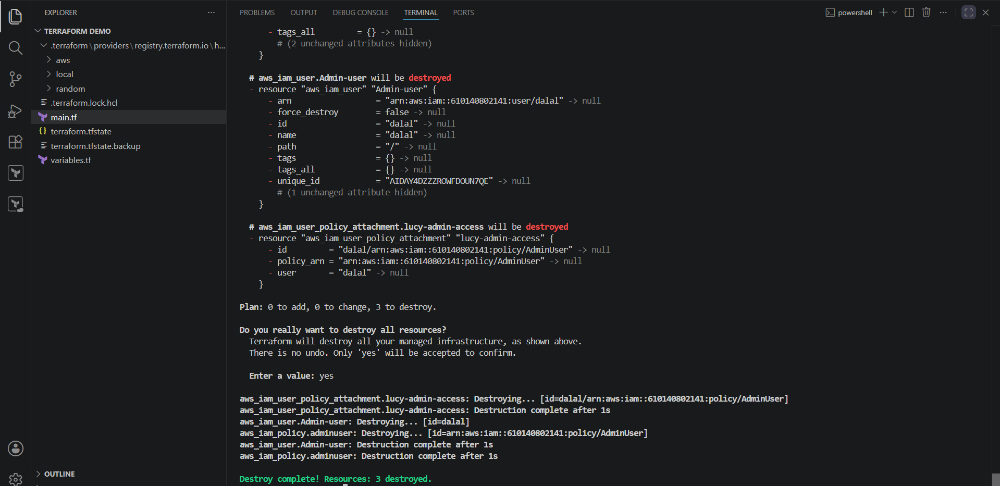 EXPLORER
TERRAFORM DEMO
.terraform\providers\registry.terraform.io\h...
aws
local
random
.terraform.lock.hcl
main.tf
{} terraform.tfstate
terraform.tfstate.backup
variables.tf
OUTLINE
PROBLEMS OUTPUT DEBUG CONSOLE TERMINAL PORTS
powershell
- tags_all         = {} -> null
# (2 unchanged attributes hidden)
}
# aws_iam_user.Admin-user will be destroyed
- resource "aws_iam_user" "Admin-user" {
- arn                  = "arn:aws:iam::610140802141:user/dalal" -> null
- force_destroy        = false -> null
- id                   = "dalal" -> null
- name                 = "dalal" -> null
- path                 = "/" -> null
- tags                 = {} -> null
- tags_all             = {} -> null
- unique_id            = "AIDAY4DZZZROWFDOUN7QE" -> null
# (1 unchanged attribute hidden)
}
# aws_iam_user_policy_attachment.lucy-admin-access will be destroyed
- resource "aws_iam_user_policy_attachment" "lucy-admin-access" {
- id         = "dalal/arn:aws:iam::610140802141:policy/AdminUser" -> null
- policy_arn = "arn:aws:iam::610140802141:policy/AdminUser" -> null
- user       = "dalal" -> null
}
Plan: 0 to add, 0 to change, 3 to destroy.
Do you really want to destroy all resources?
Terraform will destroy all your managed infrastructure, as shown above.
There is no undo. Only 'yes' will be accepted to confirm.
Enter a value: yes
aws_iam_user_policy_attachment.lucy-admin-access: Destroying... [id=dalal/arn:aws:iam::610140802141:policy/AdminUser]
aws_iam_user_policy_attachment.lucy-admin-access: Destruction complete after 1s
aws_iam_user.Admin-user: Destroying... [id=dalal]
aws_iam_policy.adminuser: Destroying... [id=arn:aws:iam::610140802141:policy/AdminUser]
aws_iam_user.Admin-user: Destruction complete after 1s
aws_iam_policy.adminuser: Destruction complete after 1s
Destroy complete! Resources: 3 destroyed.